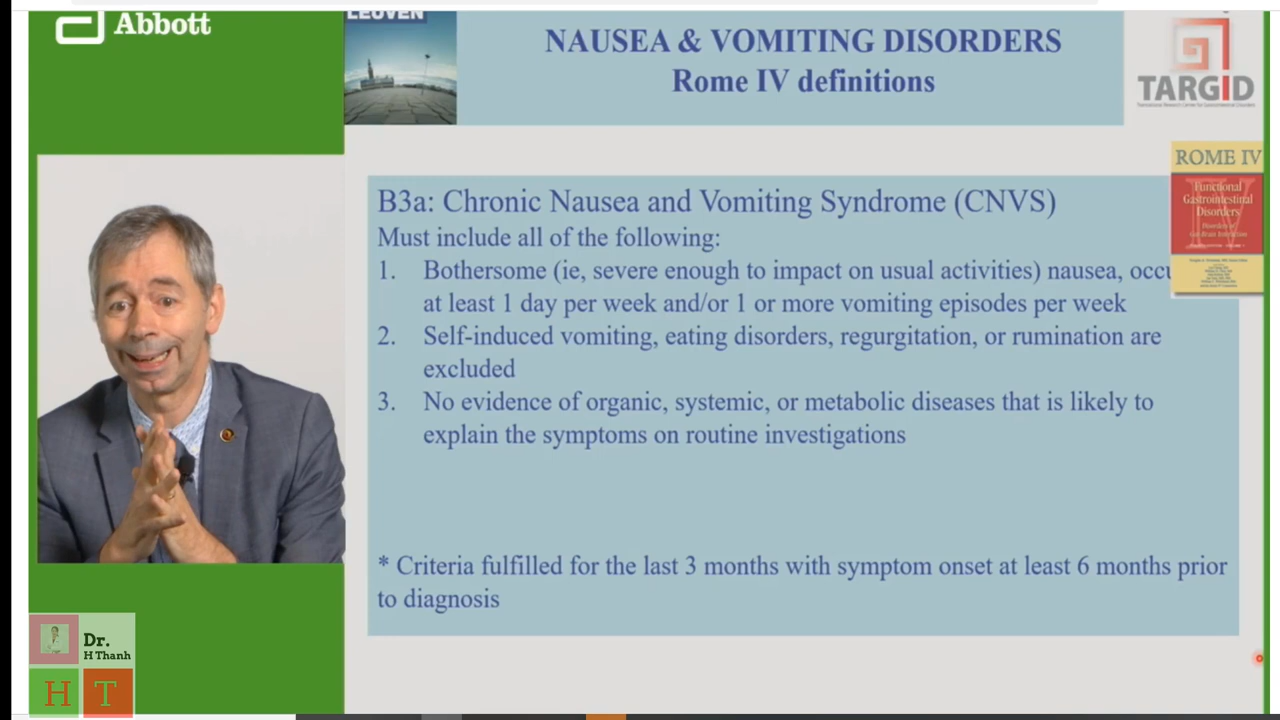 Abbott
LEUVEN
NAUSEA & VOMITING DISORDERS
Rome IV definitions
TARGID
ROME IV
Functional
Gastrointestinal
Disorders
B3a: Chronic Nausea and Vomiting Syndrome (CNVS)
Must include all of the following:
1. Bothersome (ie, severe enough to impact on usual activities) nausea, occu
at least 1 day per week and/or 1 or more vomiting episodes per week
2. Self-induced vomiting, eating disorders, regurgitation, or rumination are
excluded
3. No evidence of organic, systemic, or metabolic diseases that is likely to
explain the symptoms on routine investigations
* Criteria fulfilled for the last 3 months with symptom onset at least 6 months prior
to diagnosis
Dr.
H Thanh
H T